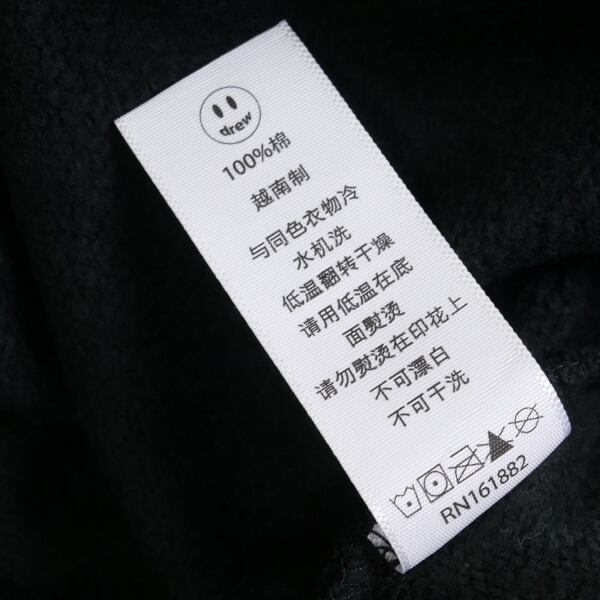 drew
100%棉
越南制
与同色衣物冷
水机洗
低温翻转干燥
请用低温在底
面熨烫
请勿熨烫在印花上
不可漂白
不可干洗
RN161882